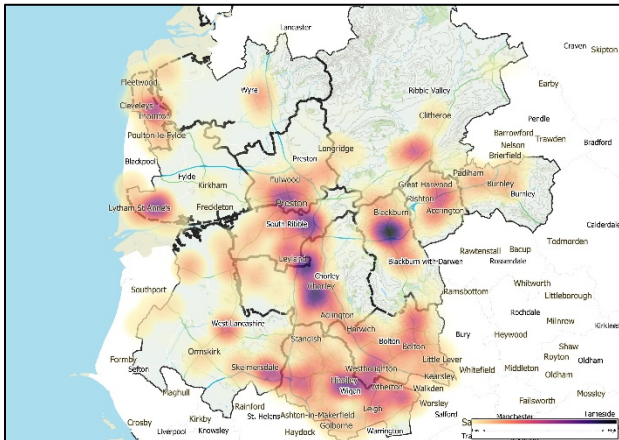 Lancaster
Craven
Skipton
Fleetwood
Wyre
Ribble Valley
Earby
Cleveleys
Thornton
Clitheroe
Pendle
Barrowford
Trawden
Poulton-le-Fylde
Longridge
Nelson
Bradford
Brierfield
Blackpool
Preston
Padiham
Fylde
Fulwood
Great Harwood
Burnley
Kirkham
Rishton
Burnley
Preston
Lytham St Anne's
Freckleton
Blackburn
Accrington
South Ribble
Calderdale
Todmorden
Leyland
Rawtenstall
Bacup
Blackburn with Darwen
Rossendale
Chorley
Southport
Chorley
Ramsbottom
Whitworth
Littleborough
Adlington
Rochdale
West Lancashire
Horwich
Bury
Heywood
Milnrow
Kirklees
Standish
Bolton
Formby
Ormskirk
Bolton
Shaw
Sefton
Little Lever
Royton
Oldham
Skelmersdale
Westhoughton
Whitefield
Middleton
Oldham
Maghull
Hindley
Kearsley
Wigan
Atherton
Walkden
Mossley
Crosby
Kirkby
Rainford
Leigh
Worsley
Failsworth
Liverpool
Knowsley
St. Helens
Ashton-in-Makerfield
Salford
Manchester
Tameside
Golborne
Haydock
Warrington